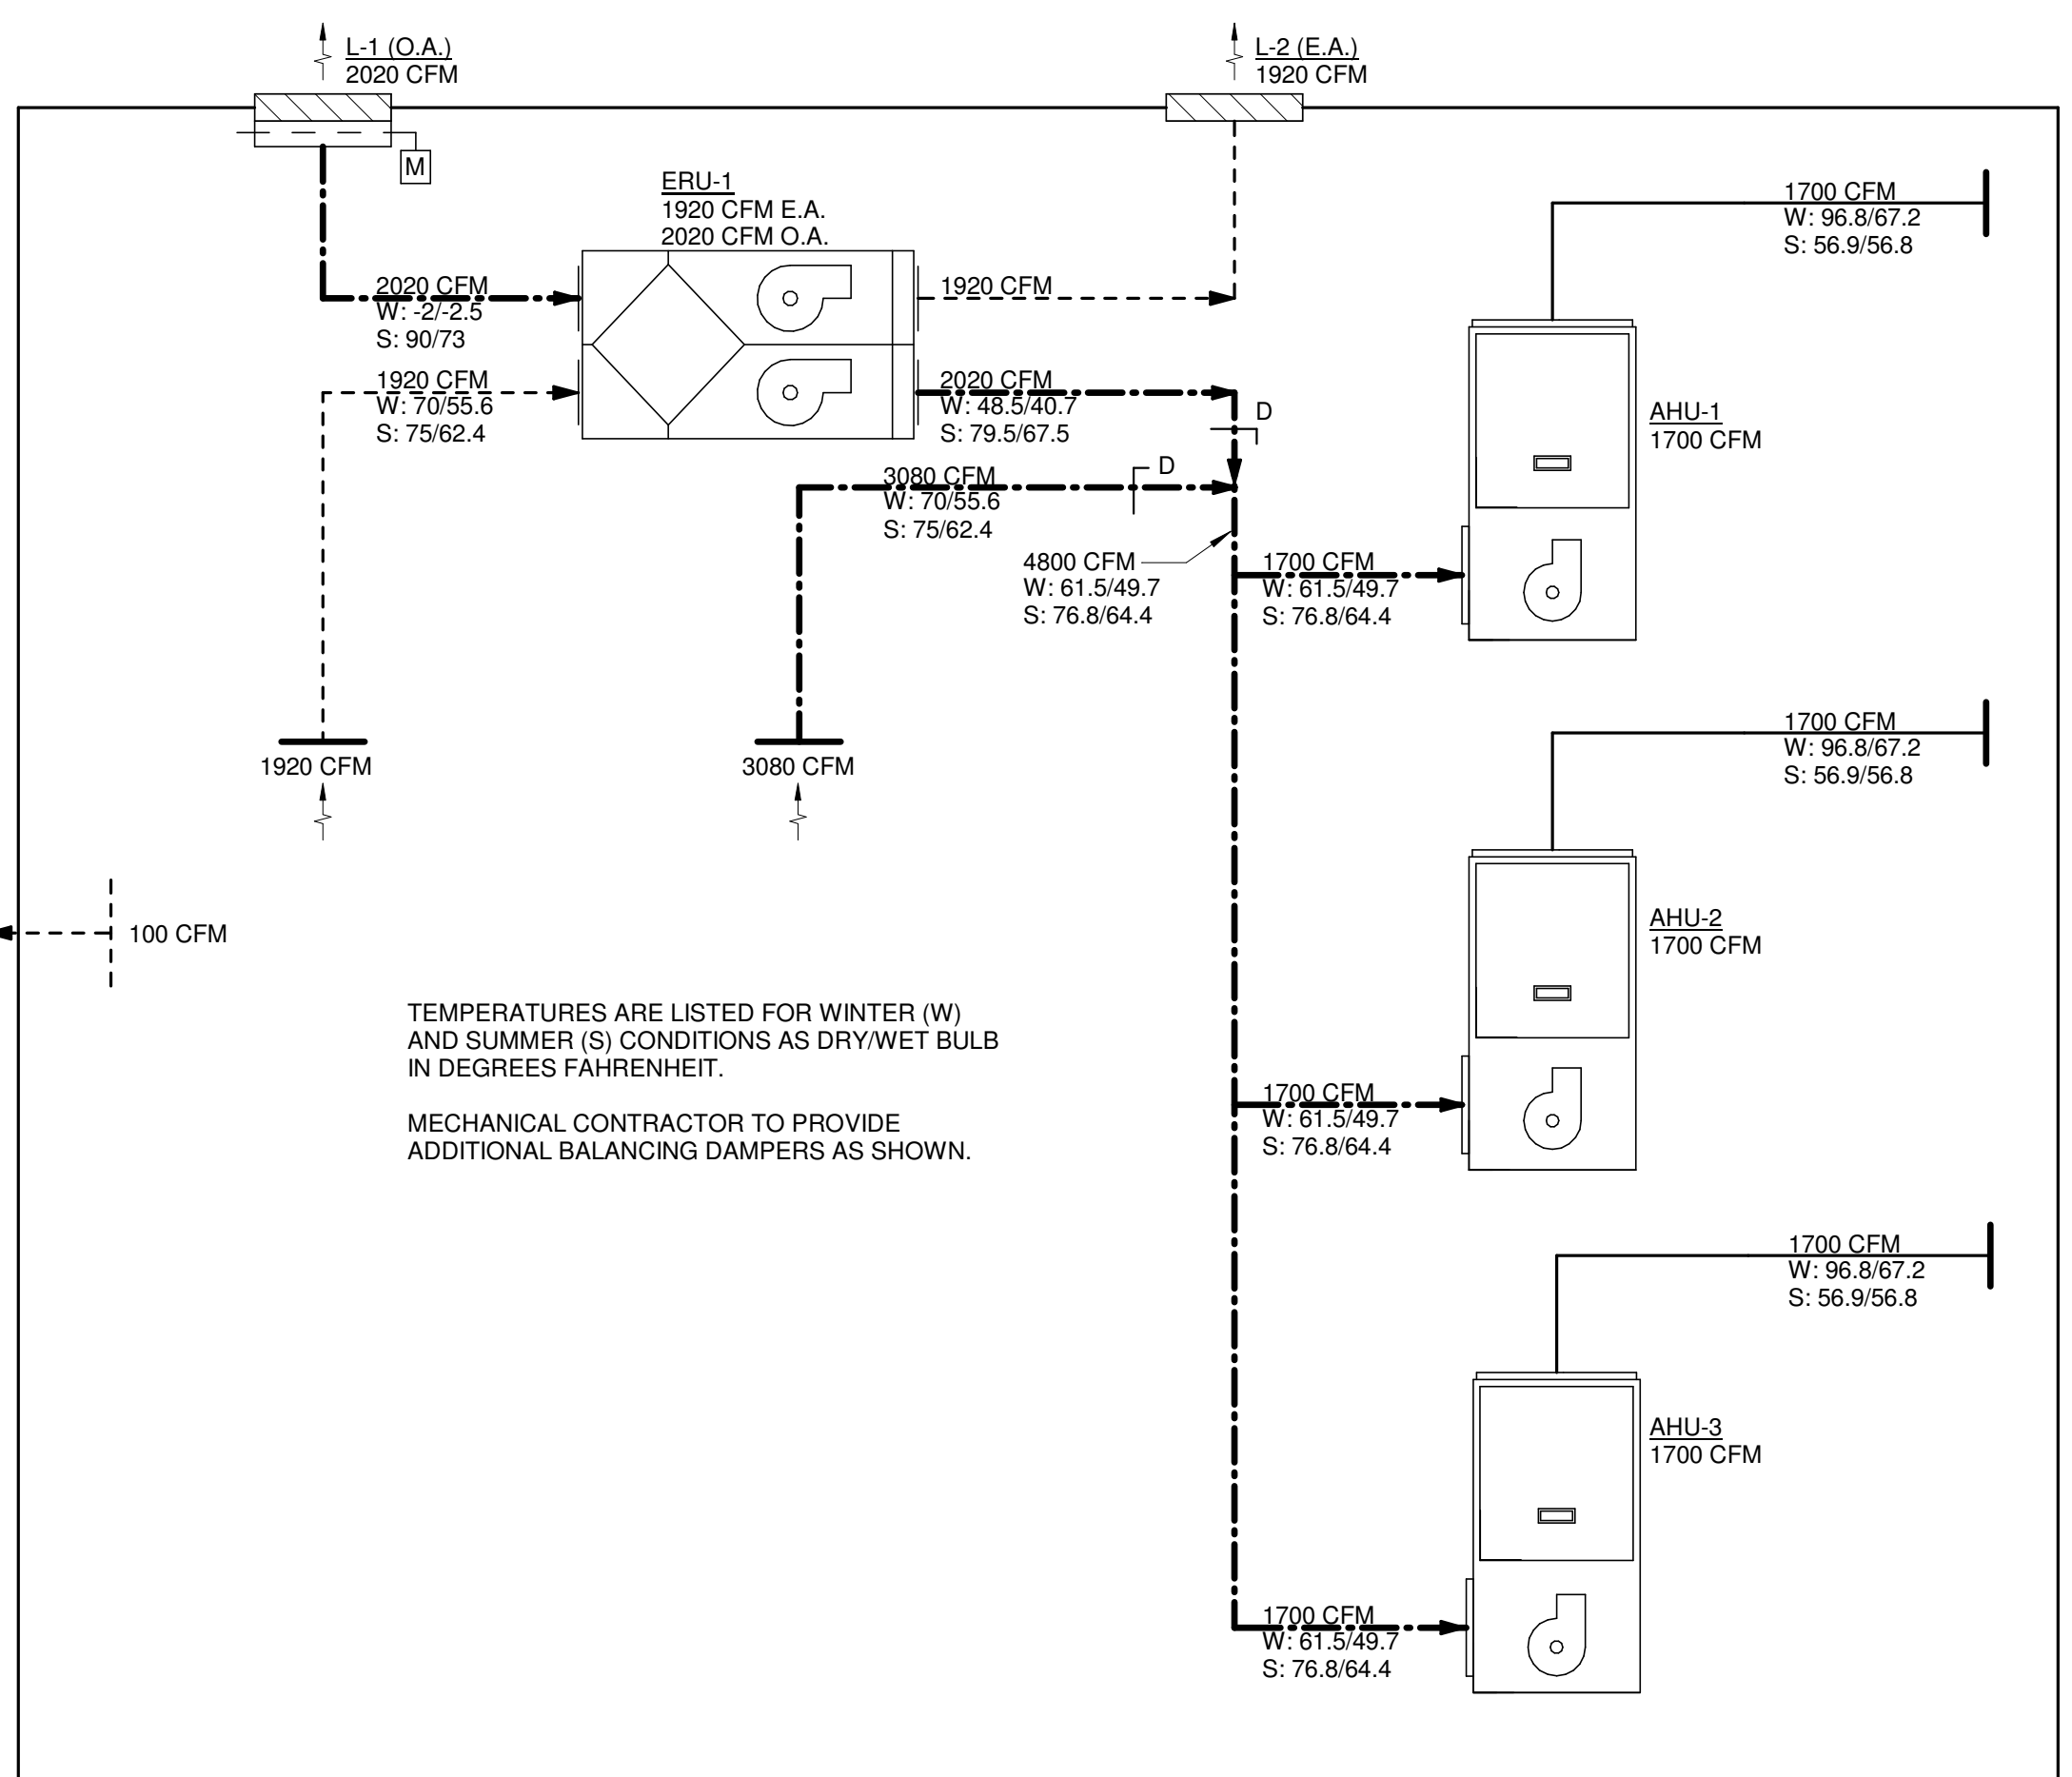 L-1 (O.A.)
2020 CFM
L-2 (E.A.)
1920 CFM
M
ERU-1
1920 CFM E.A.
2020 CFM O.A.
1700 CFM
W: 96.8/67.2
S: 56.9/56.8
2020 CFM
W: -2/-2.5
S: 90/73
1920 CFM
1920 CFM
W: 70/55.6
S: 75/62.4
2020 CFM
W: 48.5/40.7
S: 79.5/67.5
D
AHU-1
1700 CFM
3080 CFM
W: 70/55.6
S: 75/62.4
D
4800 CFM
W: 61.5/49.7
S: 76.8/64.4
1700 CFM
W: 61.5/49.7
S: 76.8/64.4
1920 CFM
3080 CFM
1700 CFM
W: 96.8/67.2
S: 56.9/56.8
100 CFM
AHU-2
1700 CFM
TEMPERATURES ARE LISTED FOR WINTER (W)
AND SUMMER (S) CONDITIONS AS DRY/WET BULB
IN DEGREES FAHRENHEIT.
MECHANICAL CONTRACTOR TO PROVIDE
ADDITIONAL BALANCING DAMPERS AS SHOWN.
1700 CFM
W: 61.5/49.7
S: 76.8/64.4
1700 CFM
W: 96.8/67.2
S: 56.9/56.8
AHU-3
1700 CFM
1700 CFM
W: 61.5/49.7
S: 76.8/64.4